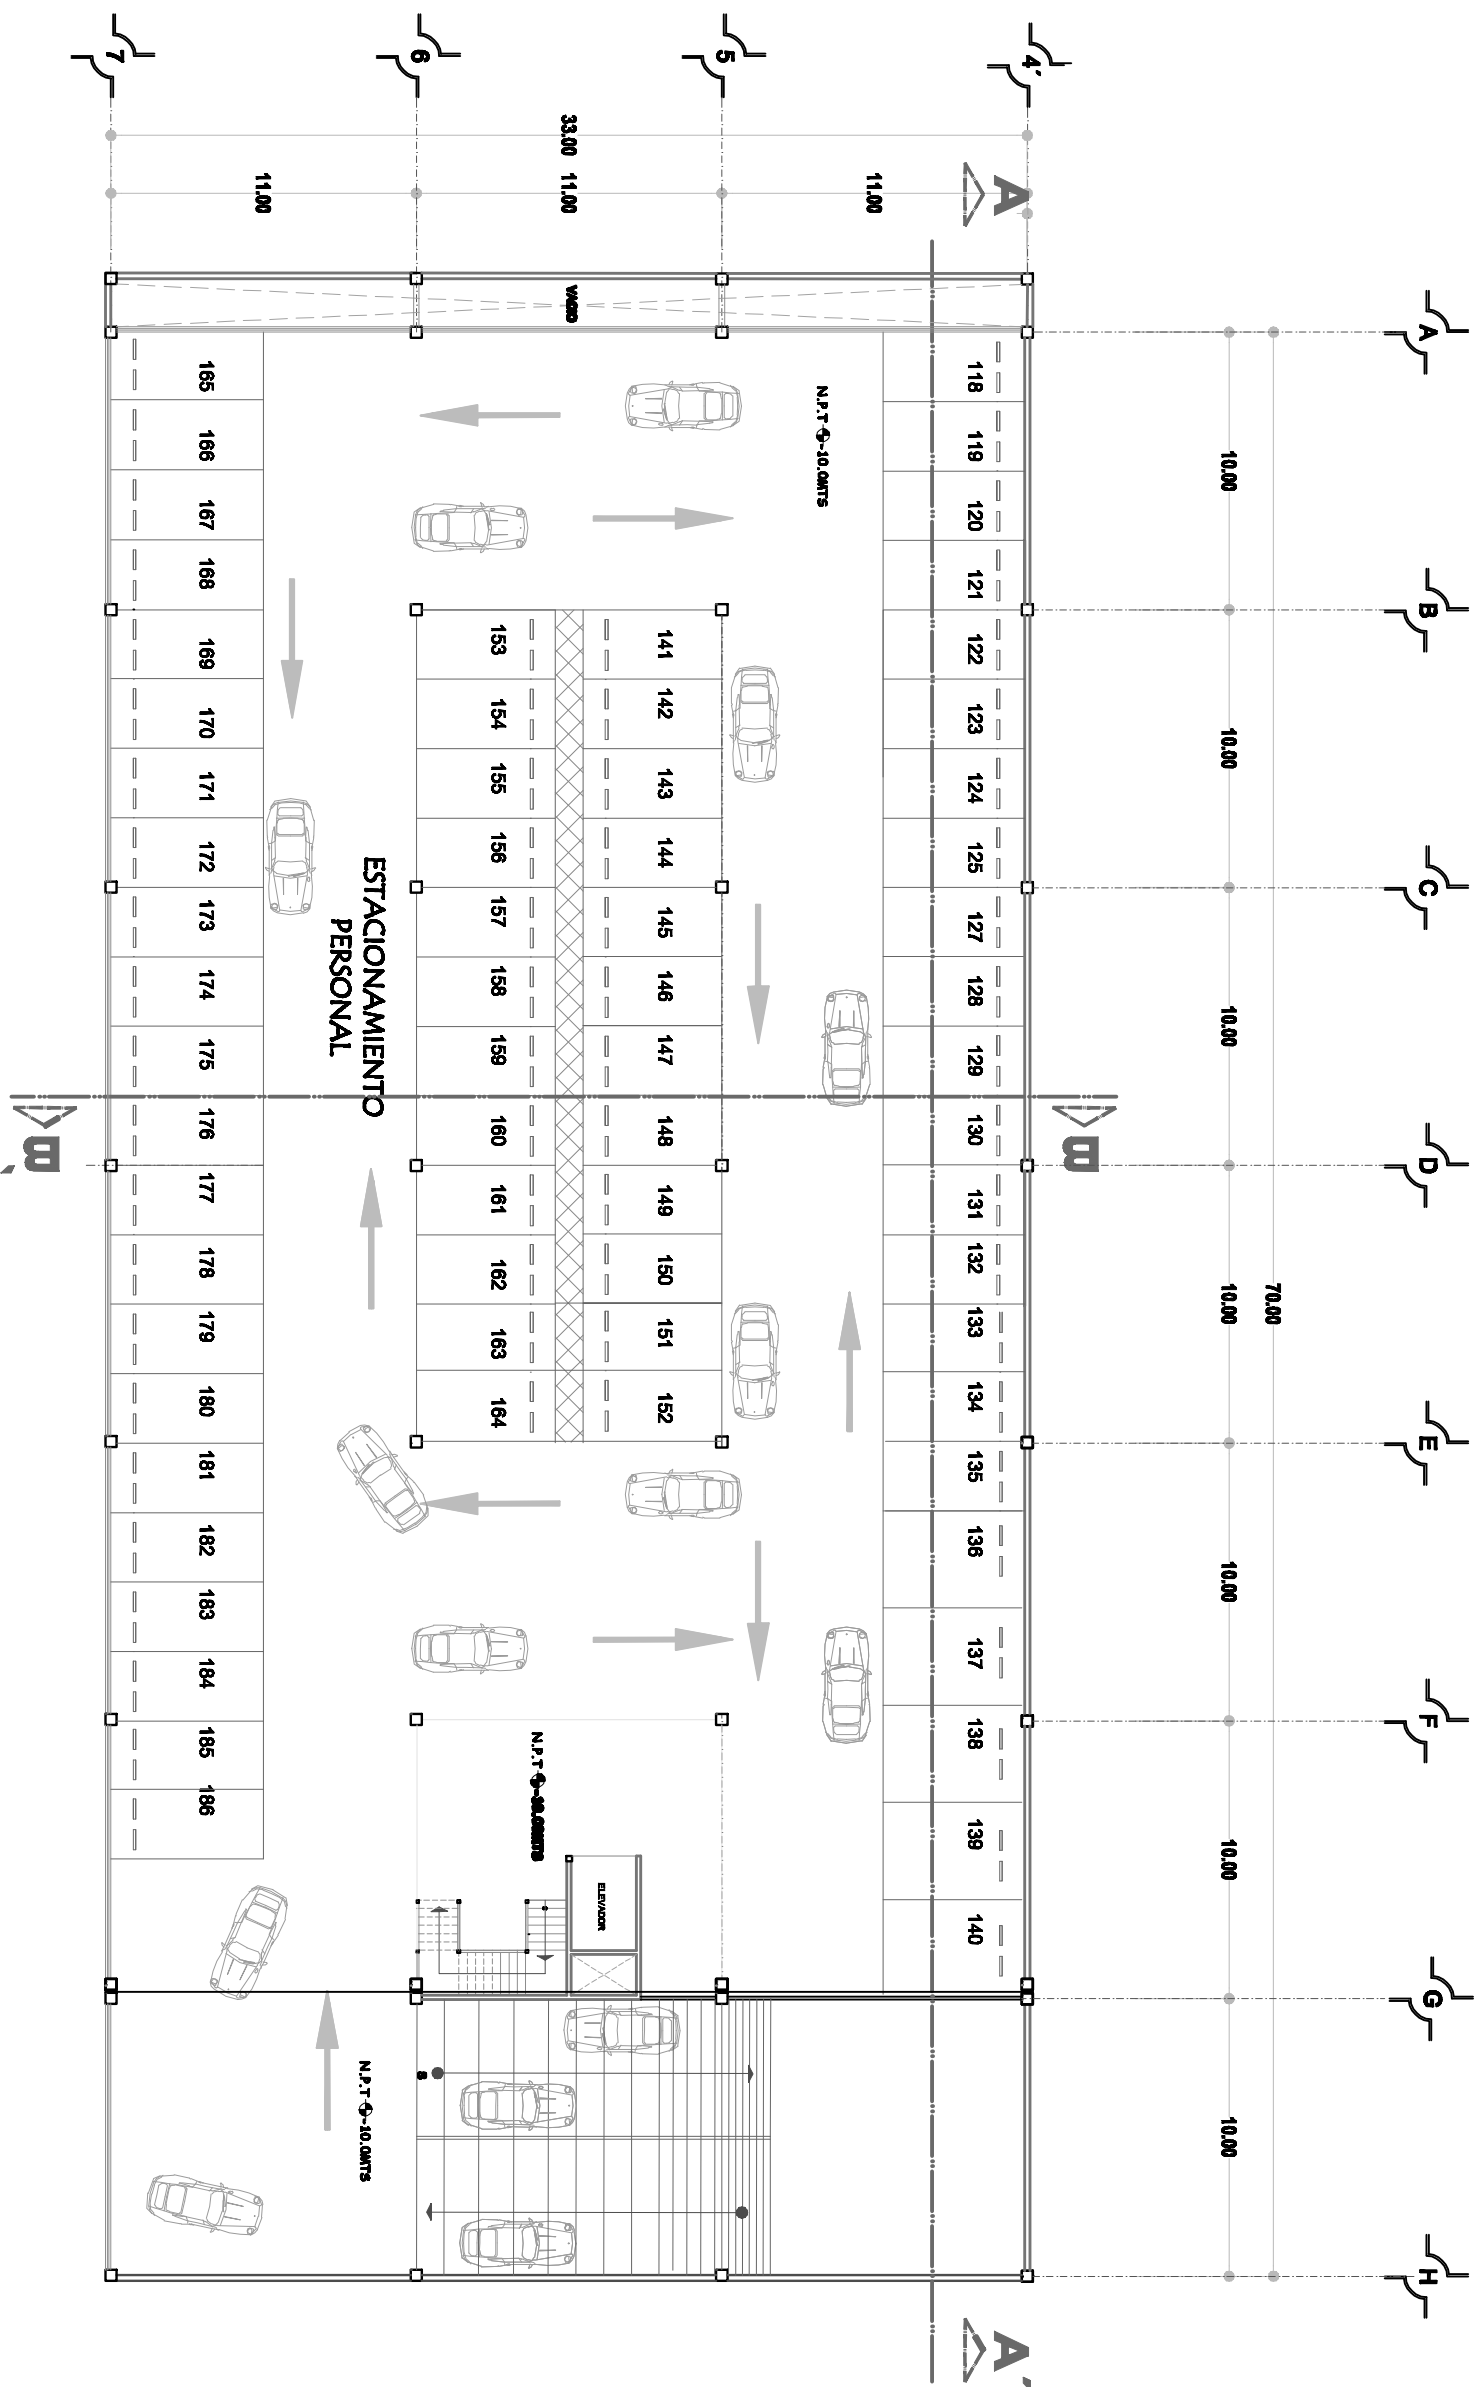 A B C D E F G H
70.00
10.00 10.00 10.00 10.00 10.00 10.00 10.00
B
4´ A A´
118 119 120 121 122 123 124 125 127 128 129 130 131 132 133 134 135 136 137 138 139 140
11.00
N.P.T -10.0MTS
5
141 142 143 144 145 146 147 148 149 150 151 152
ELEVADOR
33.00 11.00 VACIO
N.P.T
153 154 155 156 157 158 159 160 161 162 163 164
6
ESTACIONAMIENTO
PERSONAL
N.P.T -10.0MTS
11.00
165 166 167 168 169 170 171 172 173 174 175 176 177 178 179 180 181 182 183 184 185 186
7
B´